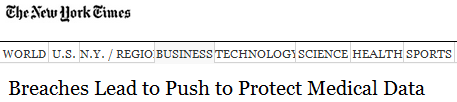 The New York Times
WORLD U.S. N.Y. / REGIO BUSINESS TECHNOLOGY SCIENCE HEALTH SPORTS
Breaches Lead to Push to Protect Medical Data